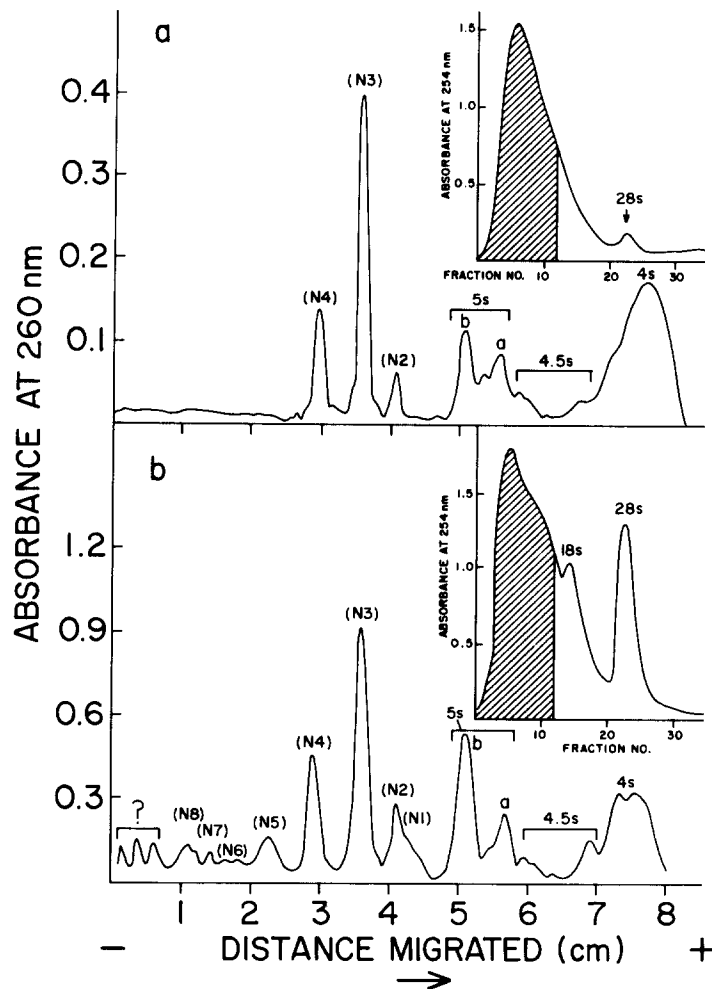 a
ABSORBANCE AT 260 nm
0.4
0.3
0.2
0.1
(N4)
(N3)
(N2)
5s
b
a
4.5s
4s
ABSORBANCE AT 254 nm
1.5
1.0
0.5
28s
FRACTION NO.
10
20
30
b
1.2
0.9
0.6
0.3
?
(N8)
(N7)
(N6)
(N5)
(N4)
(N3)
(N2)
(N1)
5s
b
a
4.5s
4s
ABSORBANCE AT 254 nm
1.5
1.0
0.5
18s
28s
10
20
30
FRACTION NO.
1 2 3 4 5 6 7 8
− DISTANCE MIGRATED (cm) +
→